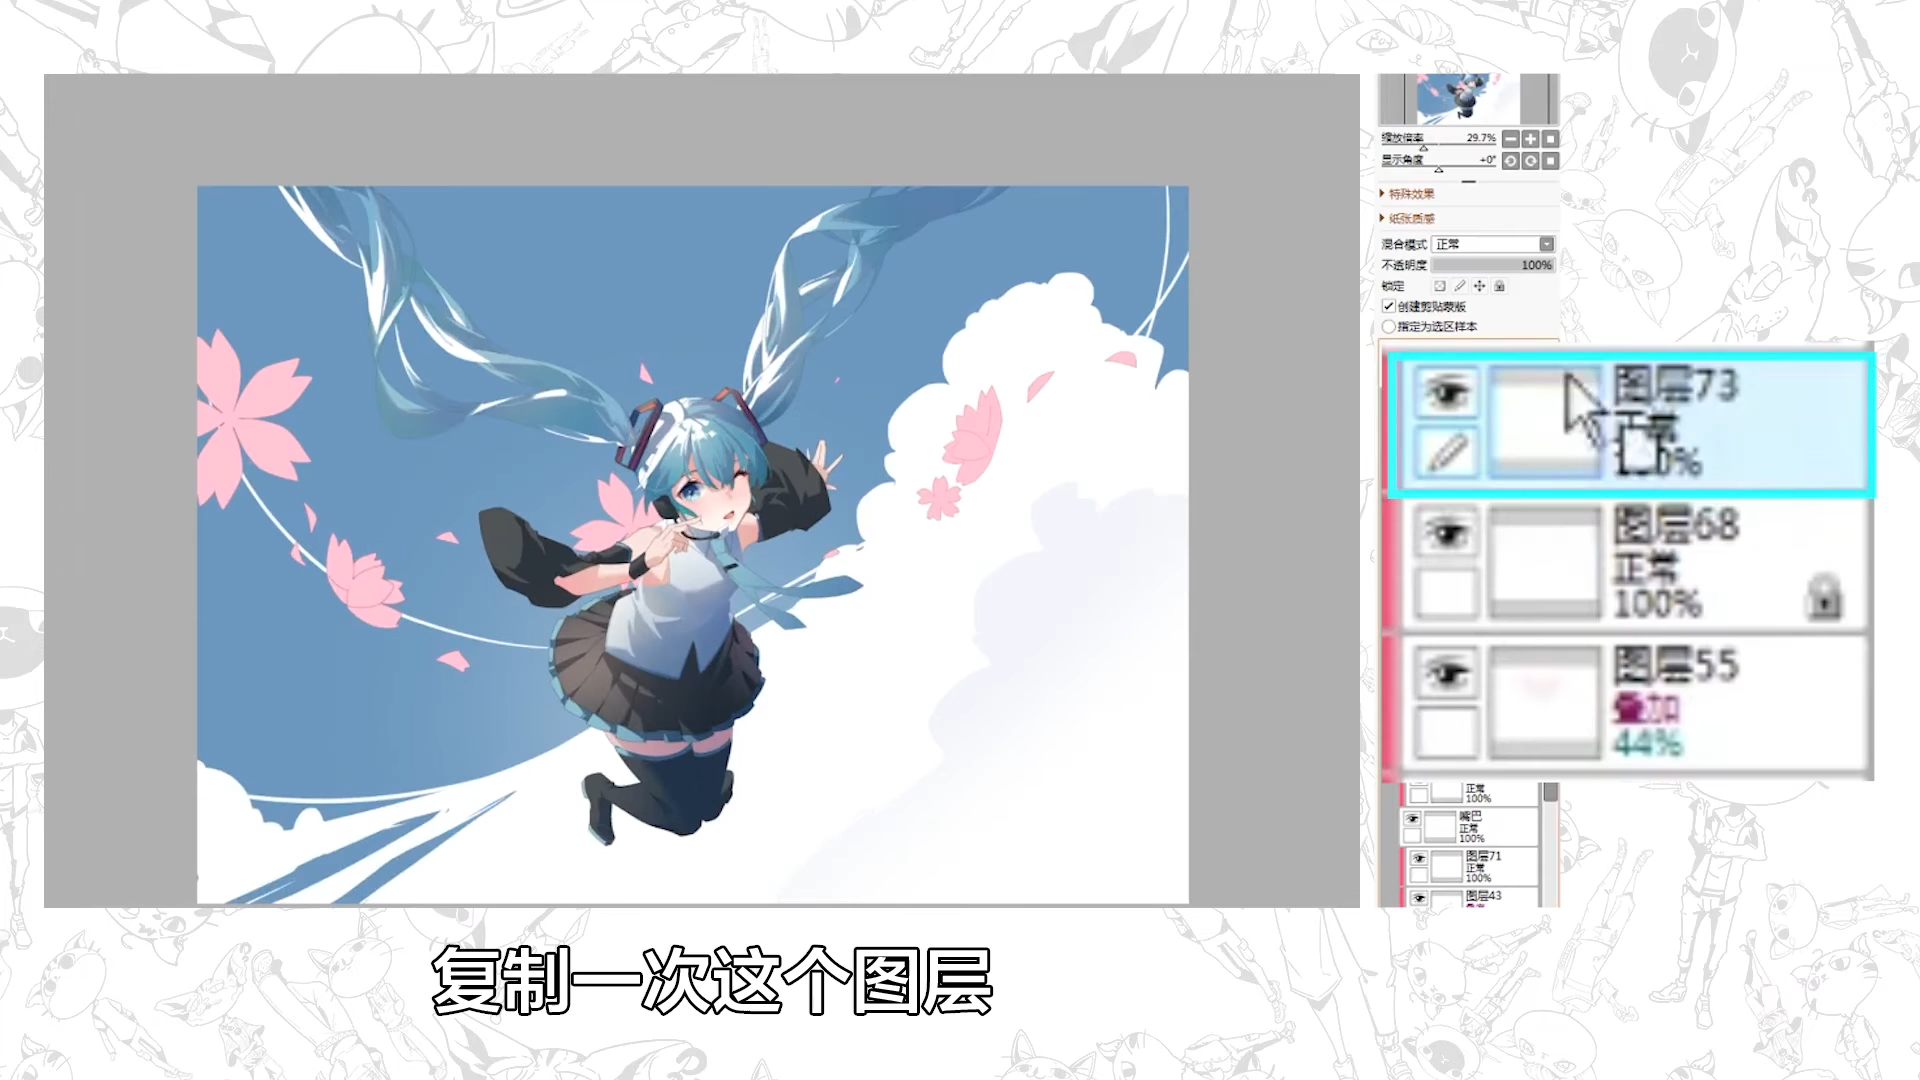 缩放倍率 29.7%
显示角度 +0°
特殊效果
纸张质感
混合模式 正常
不透明度 100%
锁定
创建剪贴蒙版
指定为选区样本
图层73
正常
0%
图层68
正常
100%
图层55
叠加
44%
正常
100%
嘴巴
正常
100%
图层71
正常
100%
图层43
复制一次这个图层